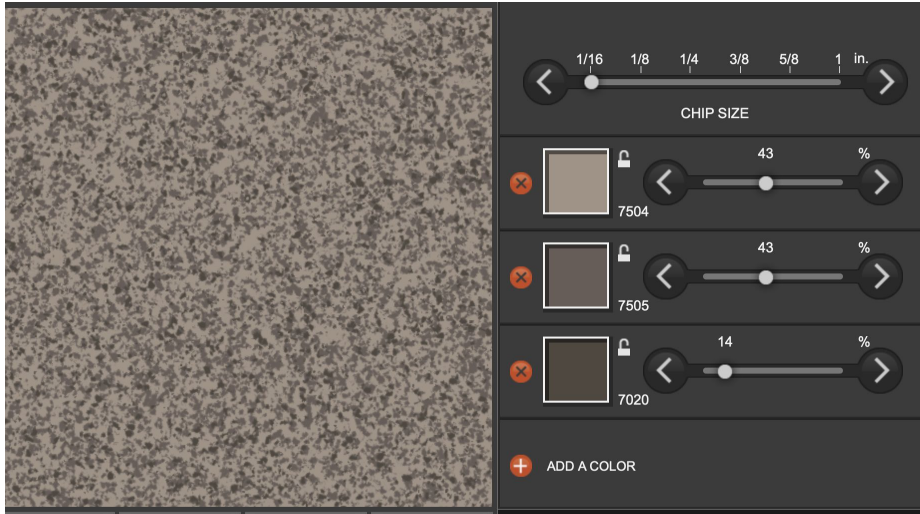 1/16 1/8 1/4 3/8 5/8 1 in.
CHIP SIZE
43 %
7504
43 %
7505
14 %
7020
ADD A COLOR